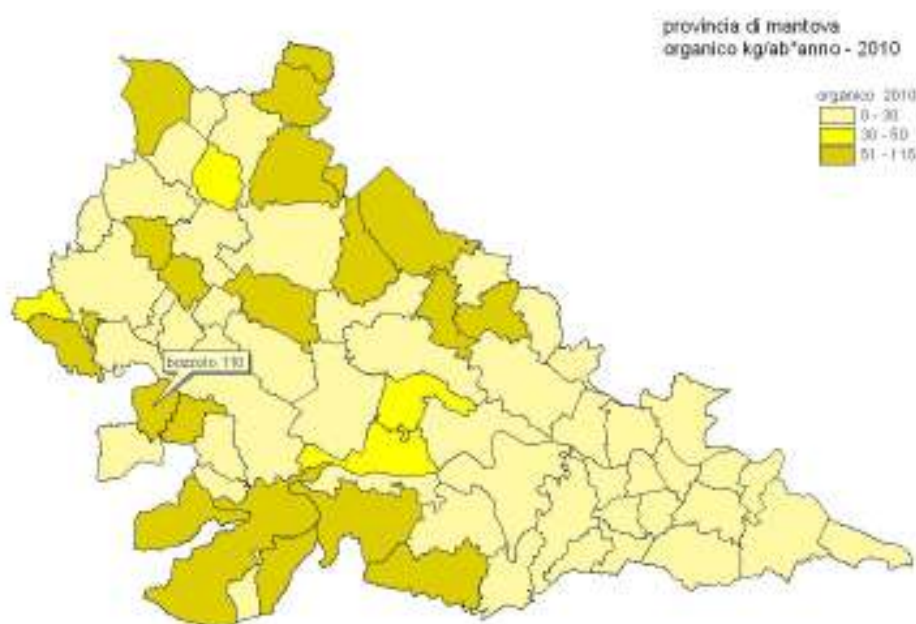 provincia di mantova
organico kg/ab*anno - 2010
organico 2010
0 - 30
30 - 50
51 - 115
bozzolo 110